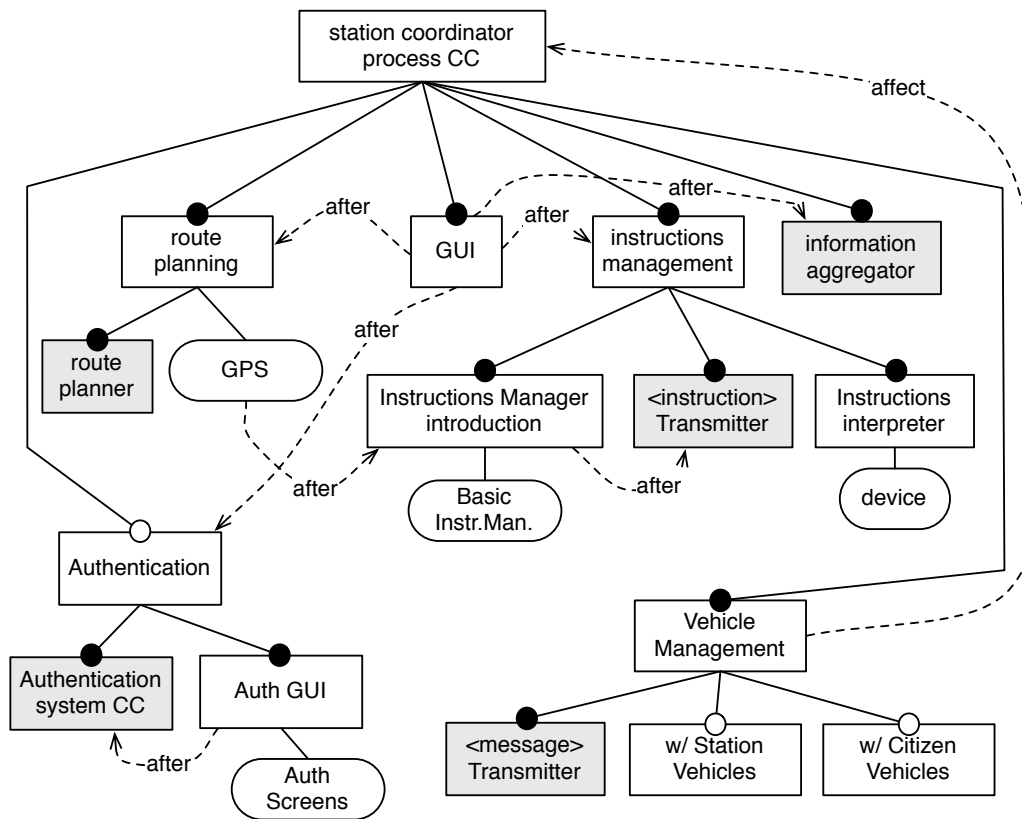 station coordinator
process CC
affect
after
after
after
route
planning
GUI
instructions
management
information
aggregator
after
route
planner
GPS
Instructions Manager
introduction
<instruction>
Transmitter
Instructions
interpreter
after
after
Basic
Instr.Man.
device
Authentication
Vehicle
Management
Authentication
system CC
Auth GUI
after
<message>
Transmitter
w/ Station
Vehicles
w/ Citizen
Vehicles
Auth
Screens